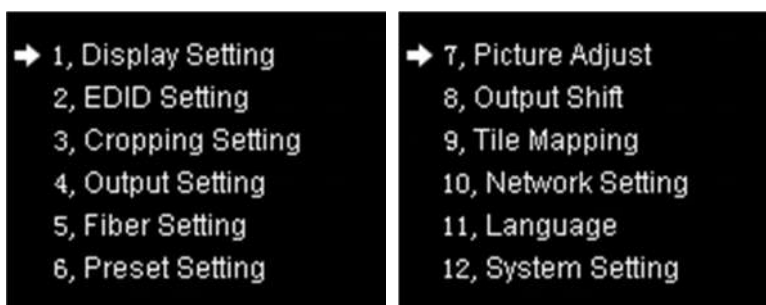 1, Display Setting
2, EDID Setting
3, Cropping Setting
4, Output Setting
5, Fiber Setting
6, Preset Setting
7, Picture Adjust
8, Output Shift
9, Tile Mapping
10, Network Setting
11, Language
12, System Setting